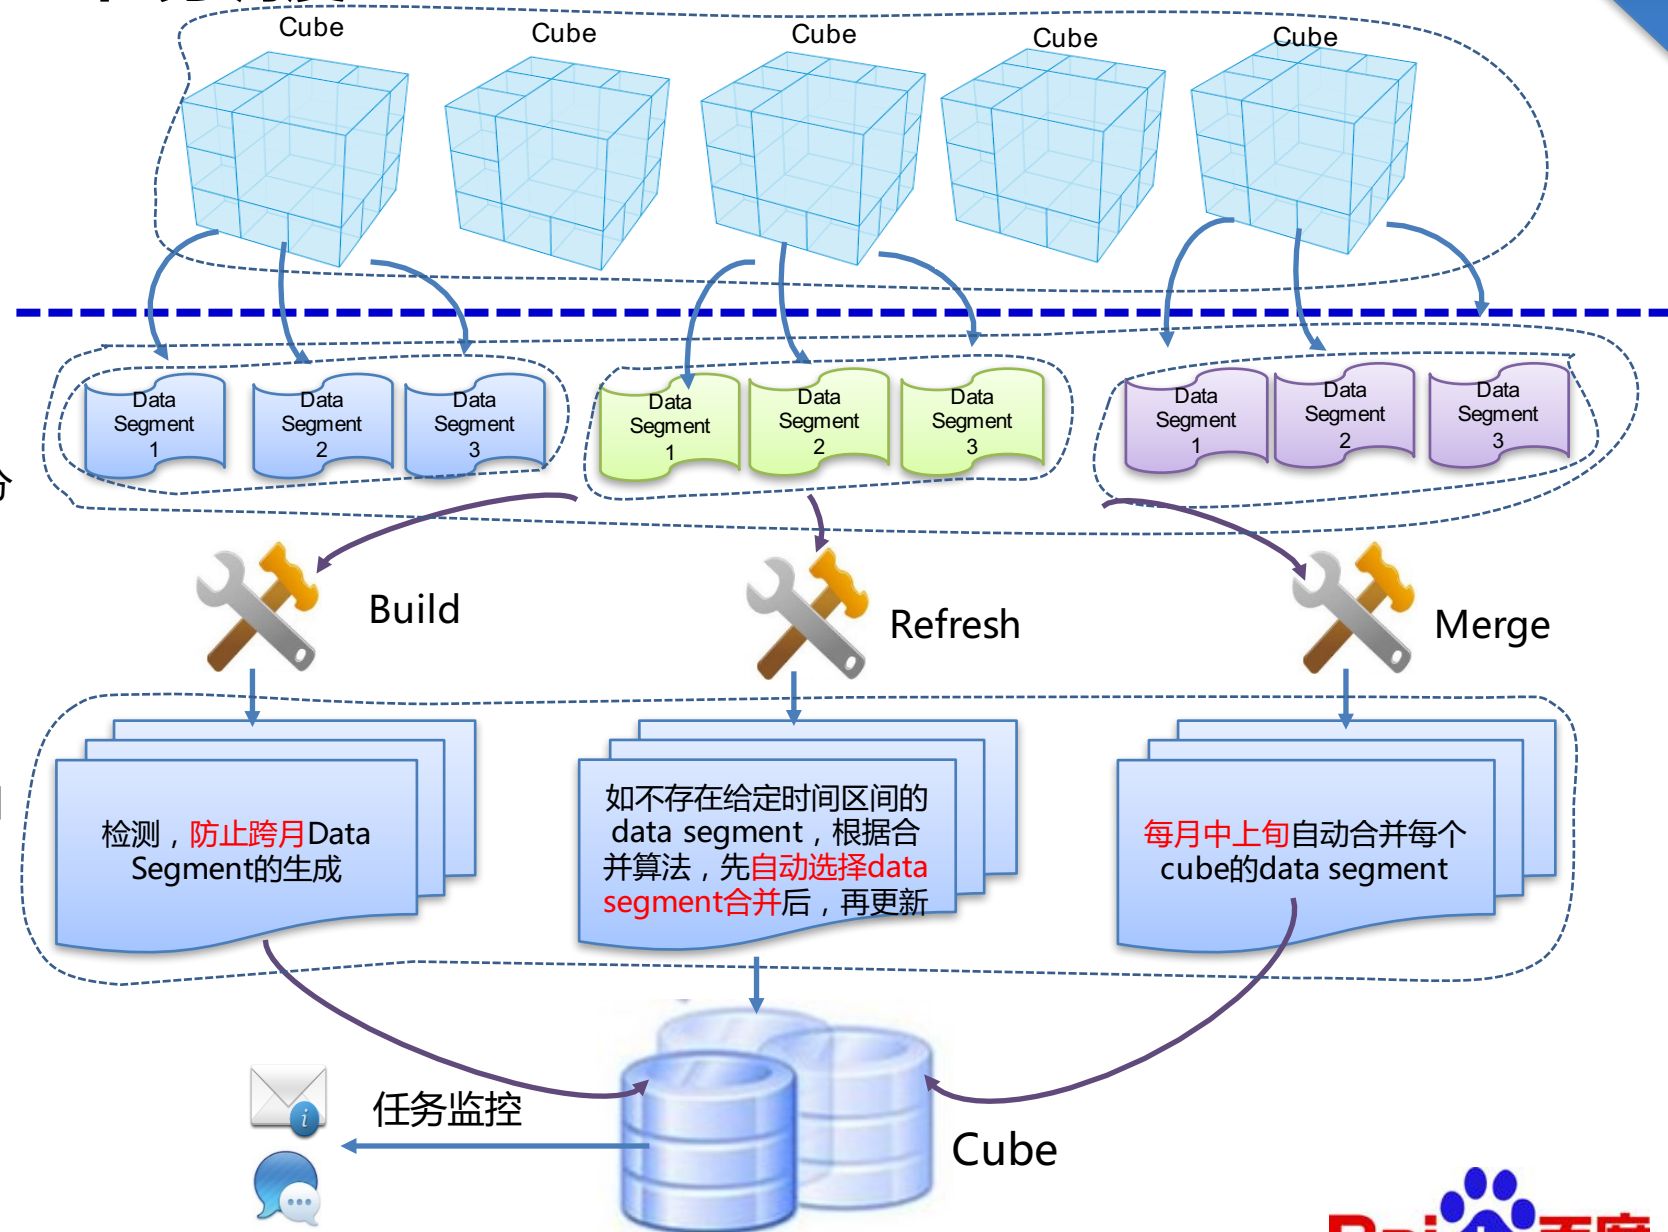 Cube
Cube
Cube
Cube
Cube
Data
Segment
1
Data
Segment
2
Data
Segment
3
Data
Segment
1
Data
Segment
2
Data
Segment
3
Data
Segment
1
Data
Segment
2
Data
Segment
3
Build
Refresh
Merge
检测，防止跨月Data
Segment的生成
如不存在给定时间区间的
data segment，根据合
并算法，先自动选择data
segment合并后，再更新
每月中上旬自动合并每个
cube的data segment
任务监控
Cube